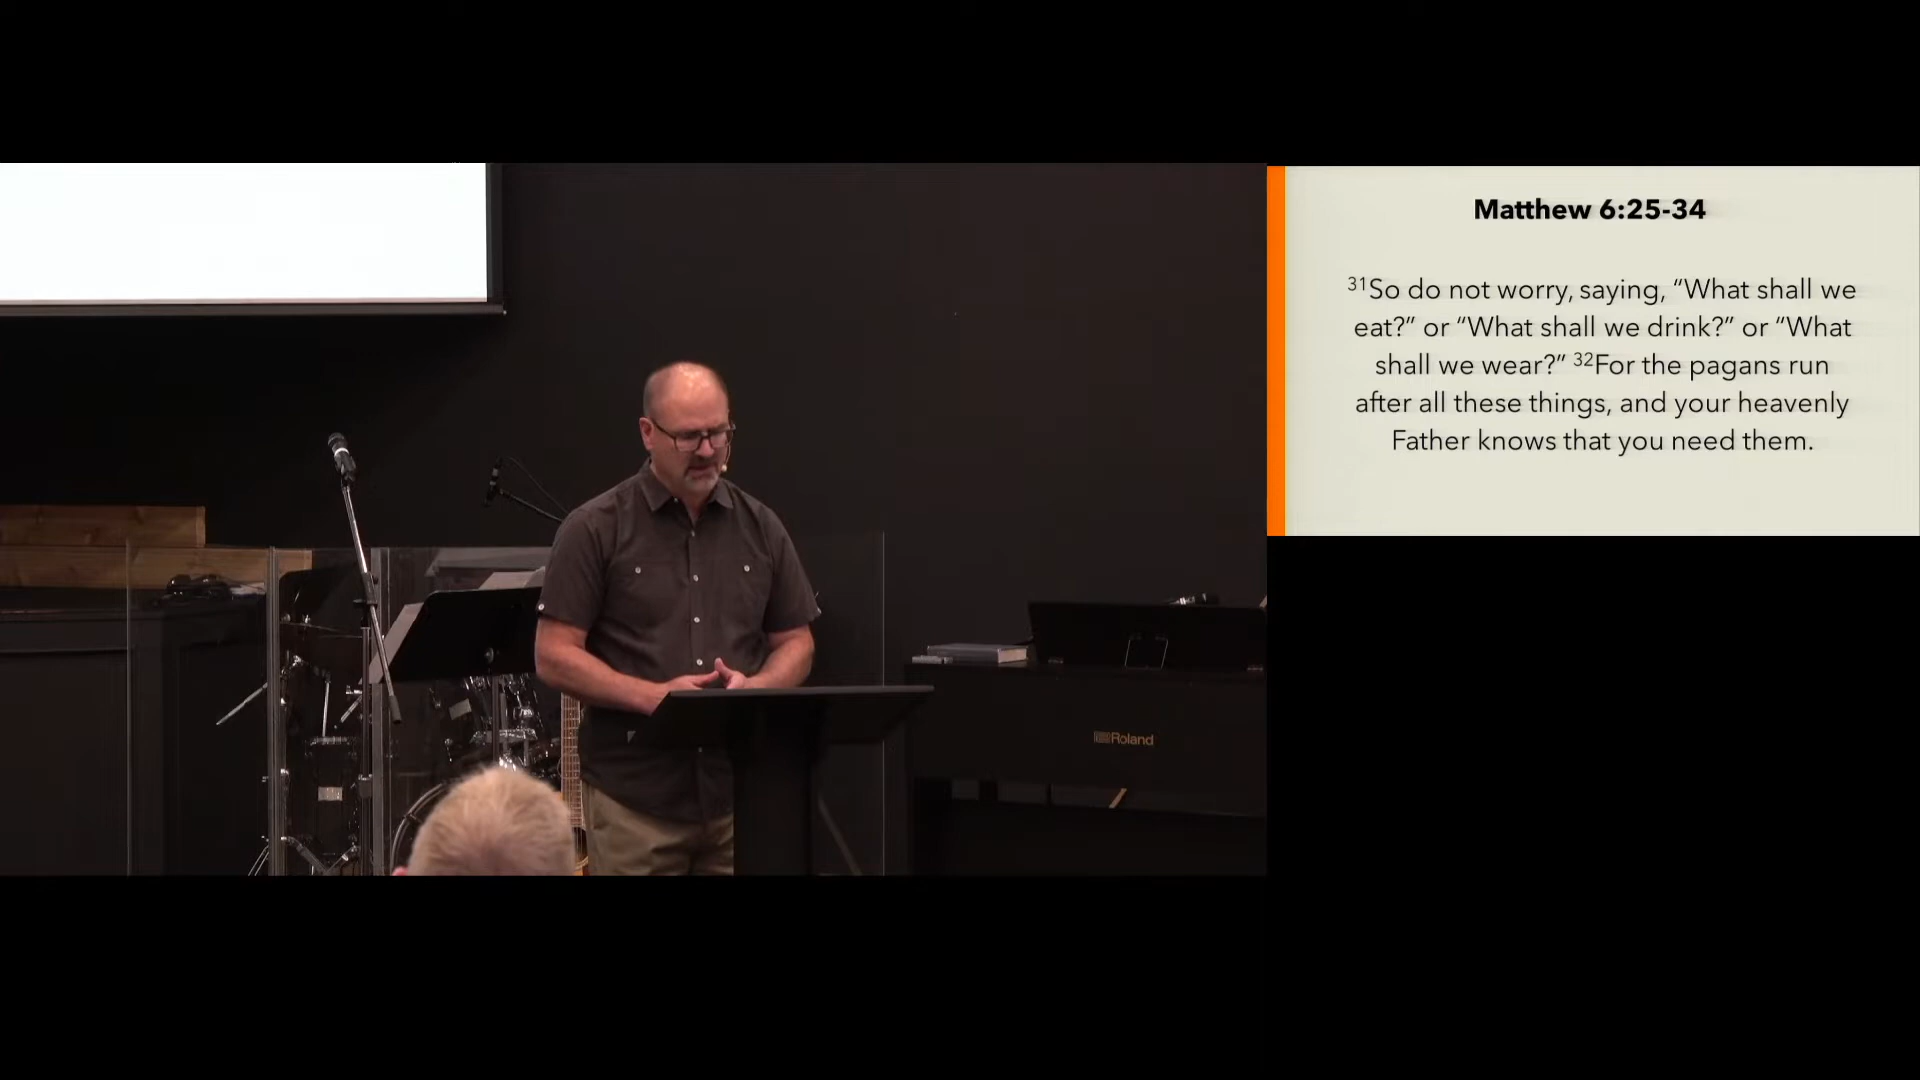 Matthew 6:25-34
³¹So do not worry, saying, “What shall we
eat?” or “What shall we drink?” or “What
shall we wear?” ³²For the pagans run
after all these things, and your heavenly
Father knows that you need them.
Roland